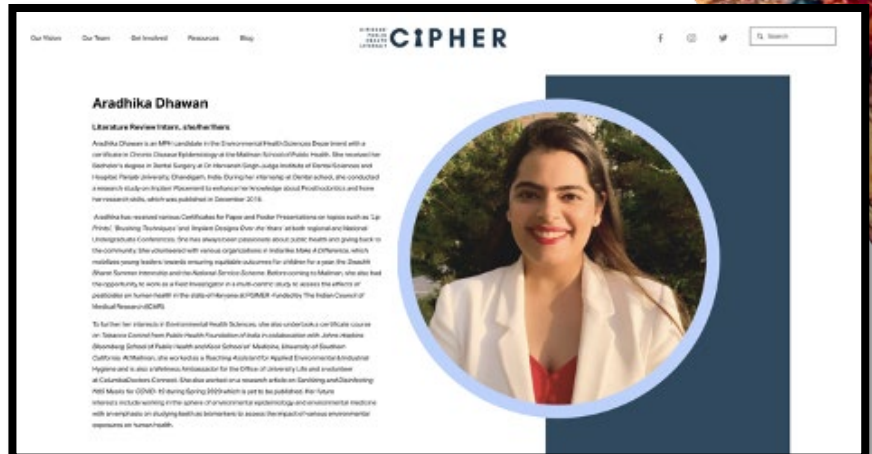 Our Vision
Our Team
Get Involved
Resources
Blog
CIPHER
Search
Aradhika Dhawan
Literature Review Intern, she/her/hers
Aradhika Dhawan is an MPH candidate in the Environmental Health Sciences Department with a
certificate in Chronic Disease Epidemiology at the Mailman School of Public Health. She received her
Bachelor's degree in Dental Surgery at Dr. Harvansh Singh Judge Institute of Dental Sciences and
Hospital, Panjab University, Chandigarh, India. During her internship at Dental school, she conducted
a research study on Implant Placement to enhance her knowledge about Prosthodontics and hone
her research skills, which was published in December 2018.
Aradhika has received various Certificates for Paper and Poster Presentations on topics such as 'Lip
Prints', 'Brushing Techniques' and 'Implant Designs Over the Years' at both regional and National
Undergraduate Conferences. She has always been passionate about public health and giving back to
the community. She volunteered with various organizations in India like Make A Difference, which
mobilizes young leaders towards ensuring equitable outcomes for children for a year, the Swachh
Bharat Summer Internship and the National Service Scheme. Before coming to Mailman, she also had
the opportunity to work as a Field Investigator in a multi-centric study to assess the effects of
pesticides on human health in the state of Haryana at PGIMER -funded by The Indian Council of
Medical Research (ICMR).
To further her interests in Environmental Health Sciences, she also undertook a certificate course
on Tobacco Control from Public Health Foundation of India in collaboration with Johns Hopkins
Bloomberg School of Public Health and Keck School of Medicine, University of Southern
California. At Mailman, she worked as a Teaching Assistant for Applied Environmental & Industrial
Hygiene and is also a Wellness Ambassador for the Office of University Life and a volunteer
at ColumbiaDoctors Connect. She also worked on a research article on Sanitizing and Disinfecting
N95 Masks for COVID-19 during Spring 2020 which is yet to be published. Her future
interests include working in the sphere of environmental epidemiology and environmental medicine
with an emphasis on studying teeth as biomarkers to assess the impact of various environmental
exposures on human health.